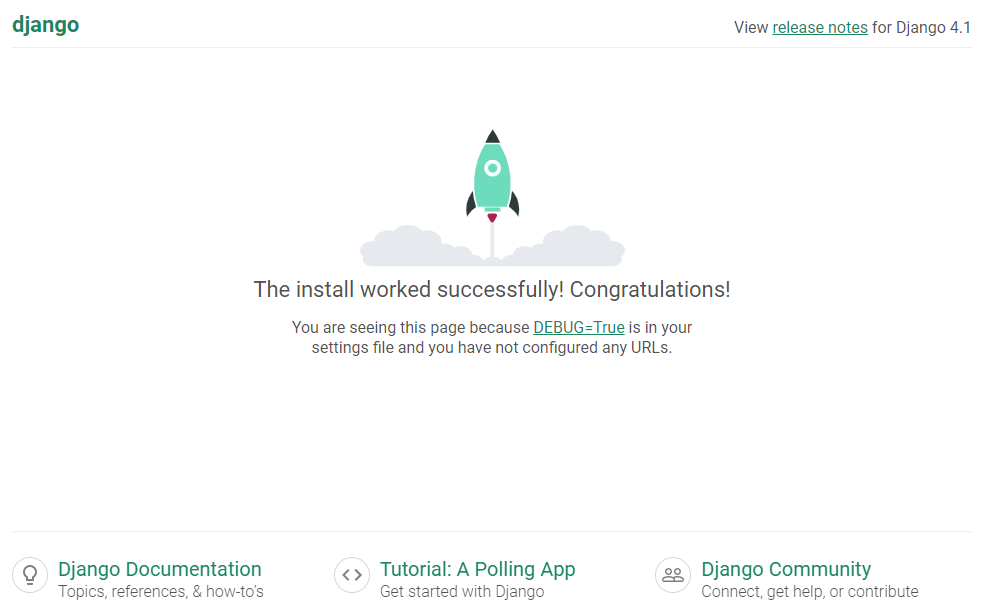 django
View release notes for Django 4.1
The install worked successfully! Congratulations!
You are seeing this page because DEBUG=True is in your
settings file and you have not configured any URLs.
Django Documentation
Topics, references, & how-to’s
Tutorial: A Polling App
Get started with Django
Django Community
Connect, get help, or contribute